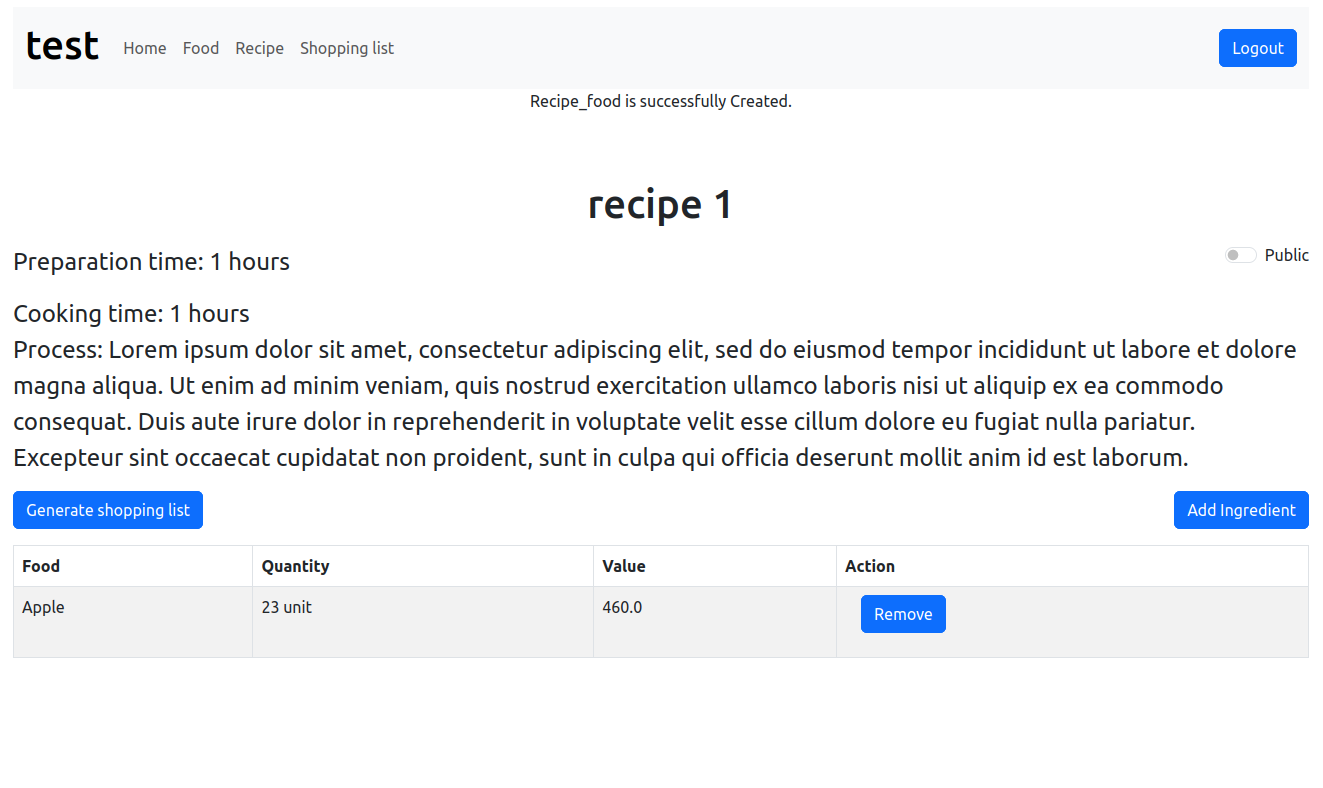 test Home Food Recipe Shopping list Logout
Recipe_food is successfully Created.
recipe 1
Preparation time: 1 hours
Public
Cooking time: 1 hours
Process: Lorem ipsum dolor sit amet, consectetur adipiscing elit, sed do eiusmod tempor incididunt ut labore et dolore
magna aliqua. Ut enim ad minim veniam, quis nostrud exercitation ullamco laboris nisi ut aliquip ex ea commodo
consequat. Duis aute irure dolor in reprehenderit in voluptate velit esse cillum dolore eu fugiat nulla pariatur.
Excepteur sint occaecat cupidatat non proident, sunt in culpa qui officia deserunt mollit anim id est laborum.
Generate shopping list Add Ingredient
Food Quantity Value Action
Apple 23 unit 460.0 Remove